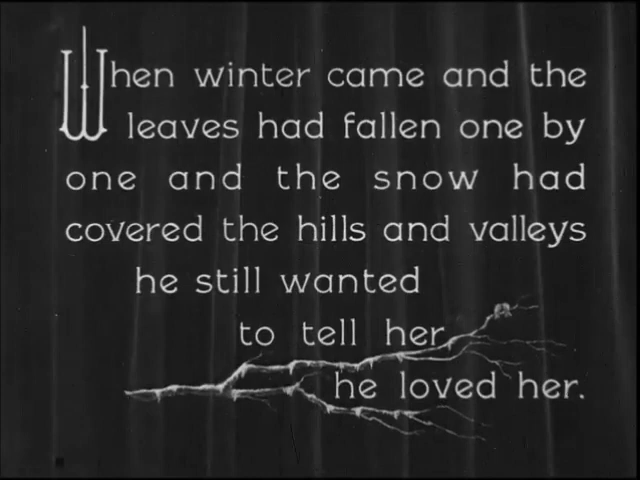 When winter came and the
leaves had fallen one by
one and the snow had
covered the hills and valleys
he still wanted
to tell her
he loved her.